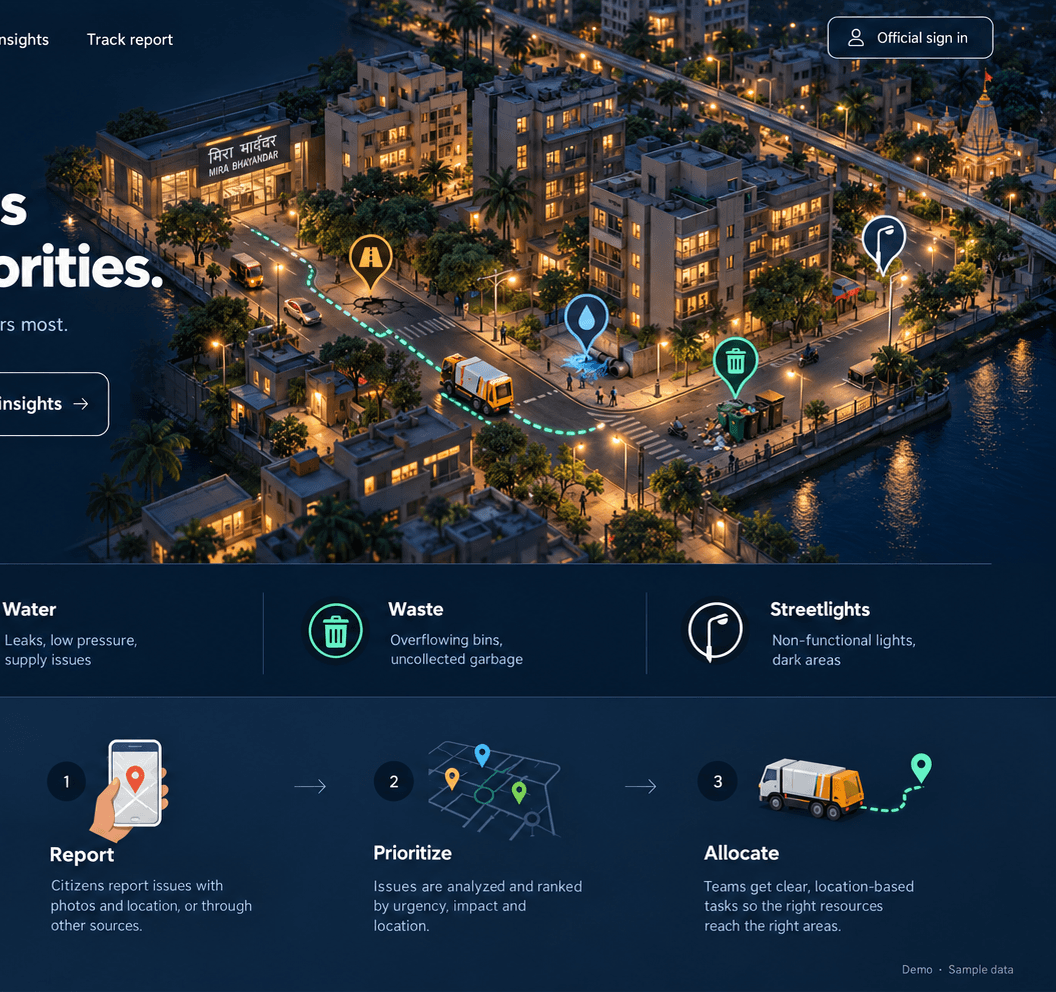 nsights
Track report
Official sign in
मिरा
MIRA BHAYANDAR
s
orities.
rs most.
insights →
Water
Leaks, low pressure,
supply issues
Waste
Overflowing bins,
uncollected garbage
Streetlights
Non-functional lights,
dark areas
1
Report
Citizens report issues with
photos and location, or through
other sources.
2
Prioritize
Issues are analyzed and ranked
by urgency, impact and
location.
3
Allocate
Teams get clear, location-based
tasks so the right resources
reach the right areas.
Demo · Sample data